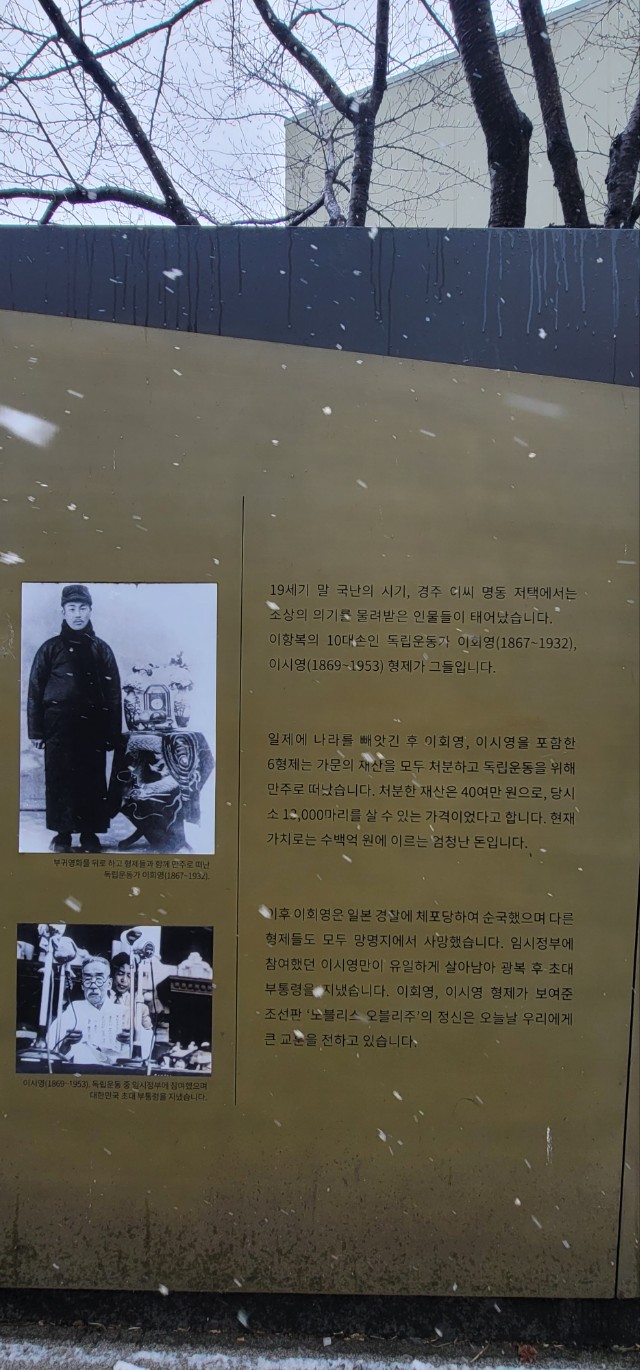 19세기 말 국난의 시기, 경주 이씨 명동 저택에서는
조상의 의기를 물려받은 인물들이 태어났습니다.
이항복의 10대손인 독립운동가 이회영(1867~1932),
이시영(1869~1953) 형제가 그들입니다.
일제에 나라를 빼앗긴 후 이회영, 이시영을 포함한
6형제는 가문의 재산을 모두 처분하고 독립운동을 위해
만주로 떠났습니다. 처분한 재산은 40여만 원으로, 당시
소 13,000마리를 살 수 있는 가격이었다고 합니다. 현재
가치로는 수백억 원에 이르는 엄청난 돈입니다.
이후 이회영은 일본 경찰에 체포당하여 순국했으며 다른
형제들도 모두 망명지에서 사망했습니다. 임시정부에
참여했던 이시영만이 유일하게 살아남아 광복 후 초대
부통령을 지냈습니다. 이회영, 이시영 형제가 보여준
조선판 '노블리스 오블리주'의 정신은 오늘날 우리에게
큰 교훈을 전하고 있습니다.
부귀영화를 뒤로 하고 형제들과 함께 만주로 떠난
독립운동가 이회영(1867~1932).
이시영(1869~1953). 독립운동 중 임시정부에 참여했으며
대한민국 초대 부통령을 지냈습니다.